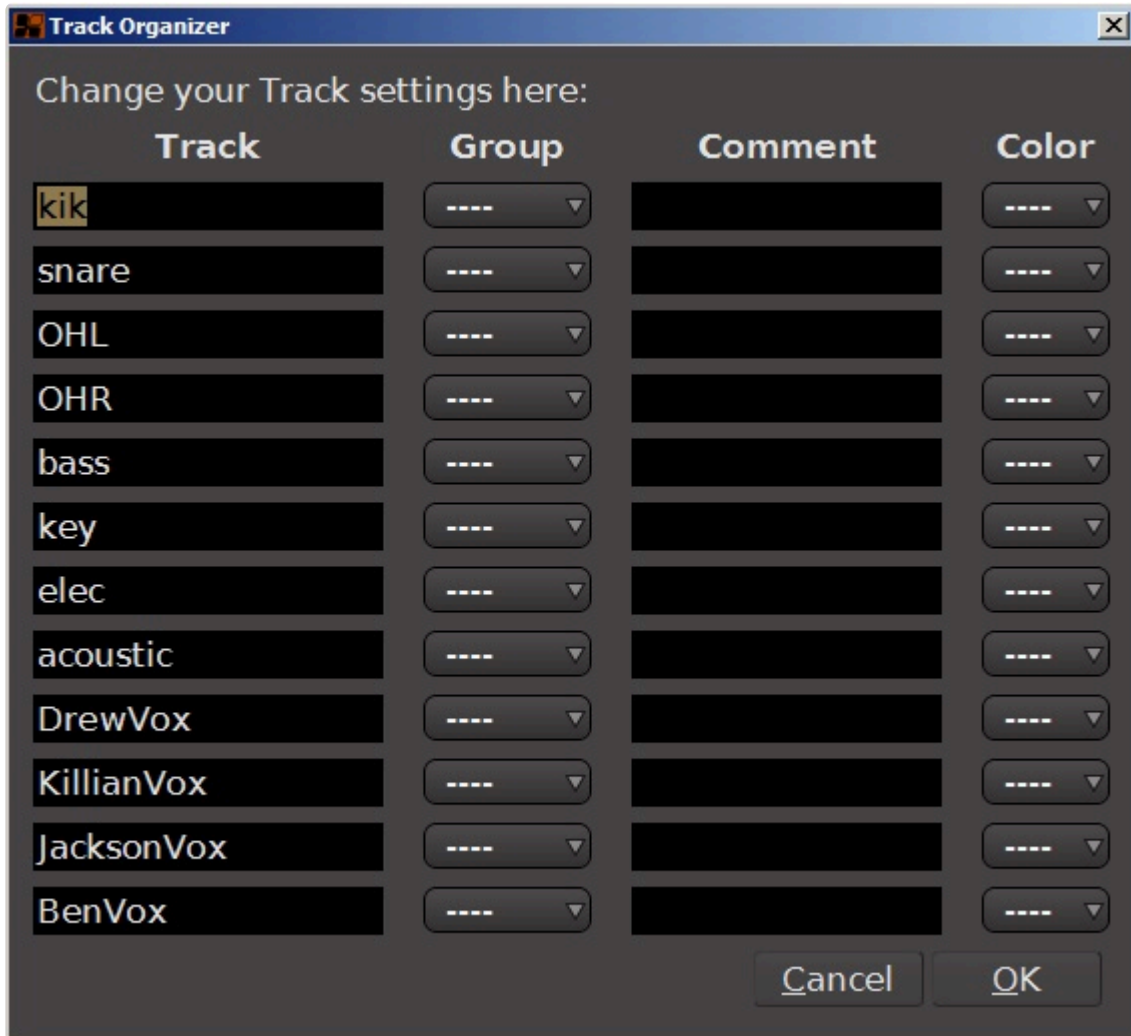 Track Organizer
Change your Track settings here:
Track Group Comment Color
kik ---- ----
snare ---- ----
OHL ---- ----
OHR ---- ----
bass ---- ----
key ---- ----
elec ---- ----
acoustic ---- ----
DrewVox ---- ----
KillianVox ---- ----
JacksonVox ---- ----
BenVox ---- ----
Cancel OK